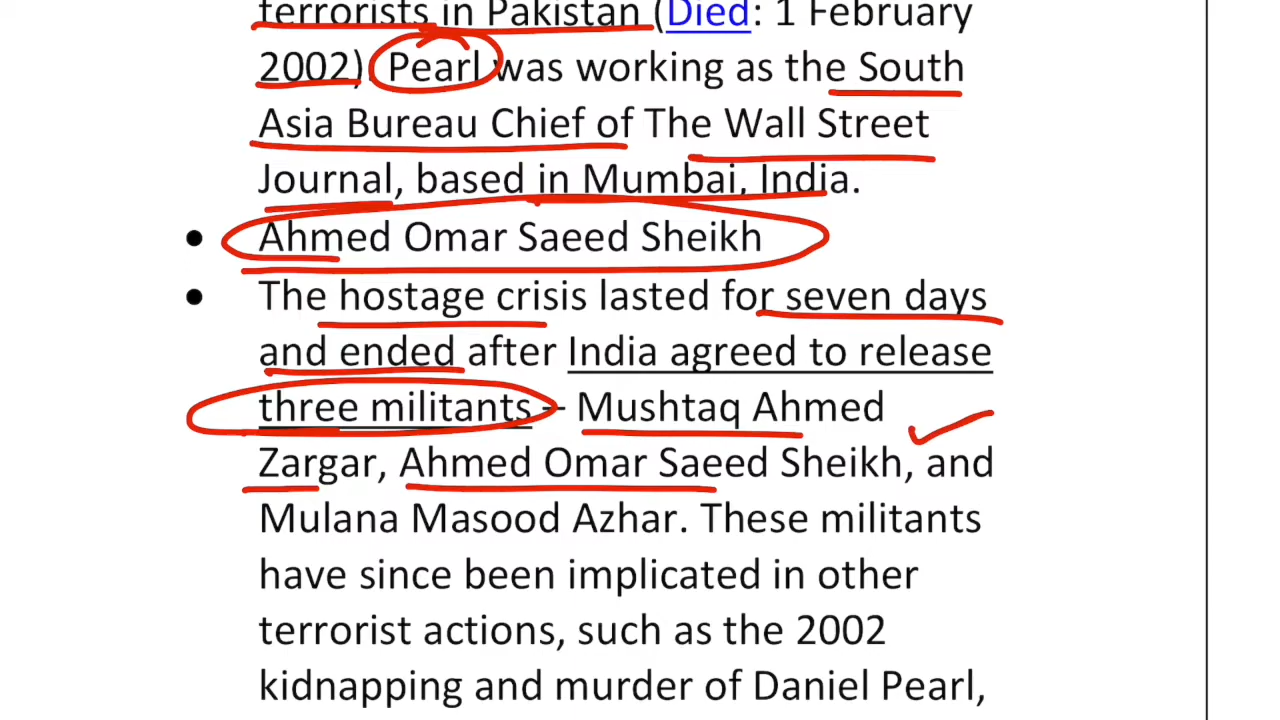 terrorists in Pakistan (Died: 1 February
2002). Pearl was working as the South
Asia Bureau Chief of The Wall Street
Journal, based in Mumbai, India.
• Ahmed Omar Saeed Sheikh
• The hostage crisis lasted for seven days
and ended after India agreed to release
three militants – Mushtaq Ahmed
Zargar, Ahmed Omar Saeed Sheikh, and
Mulana Masood Azhar. These militants
have since been implicated in other
terrorist actions, such as the 2002
kidnapping and murder of Daniel Pearl,